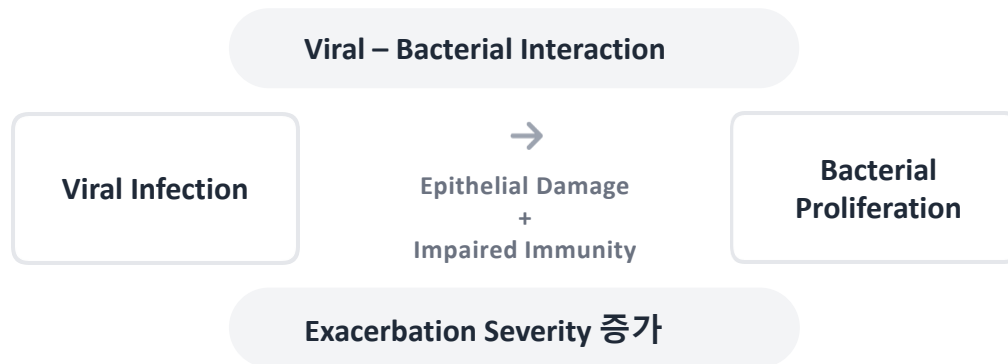 Viral – Bacterial Interaction
Viral Infection
→
Epithelial Damage
+
Impaired Immunity
Bacterial
Proliferation
Exacerbation Severity 증가